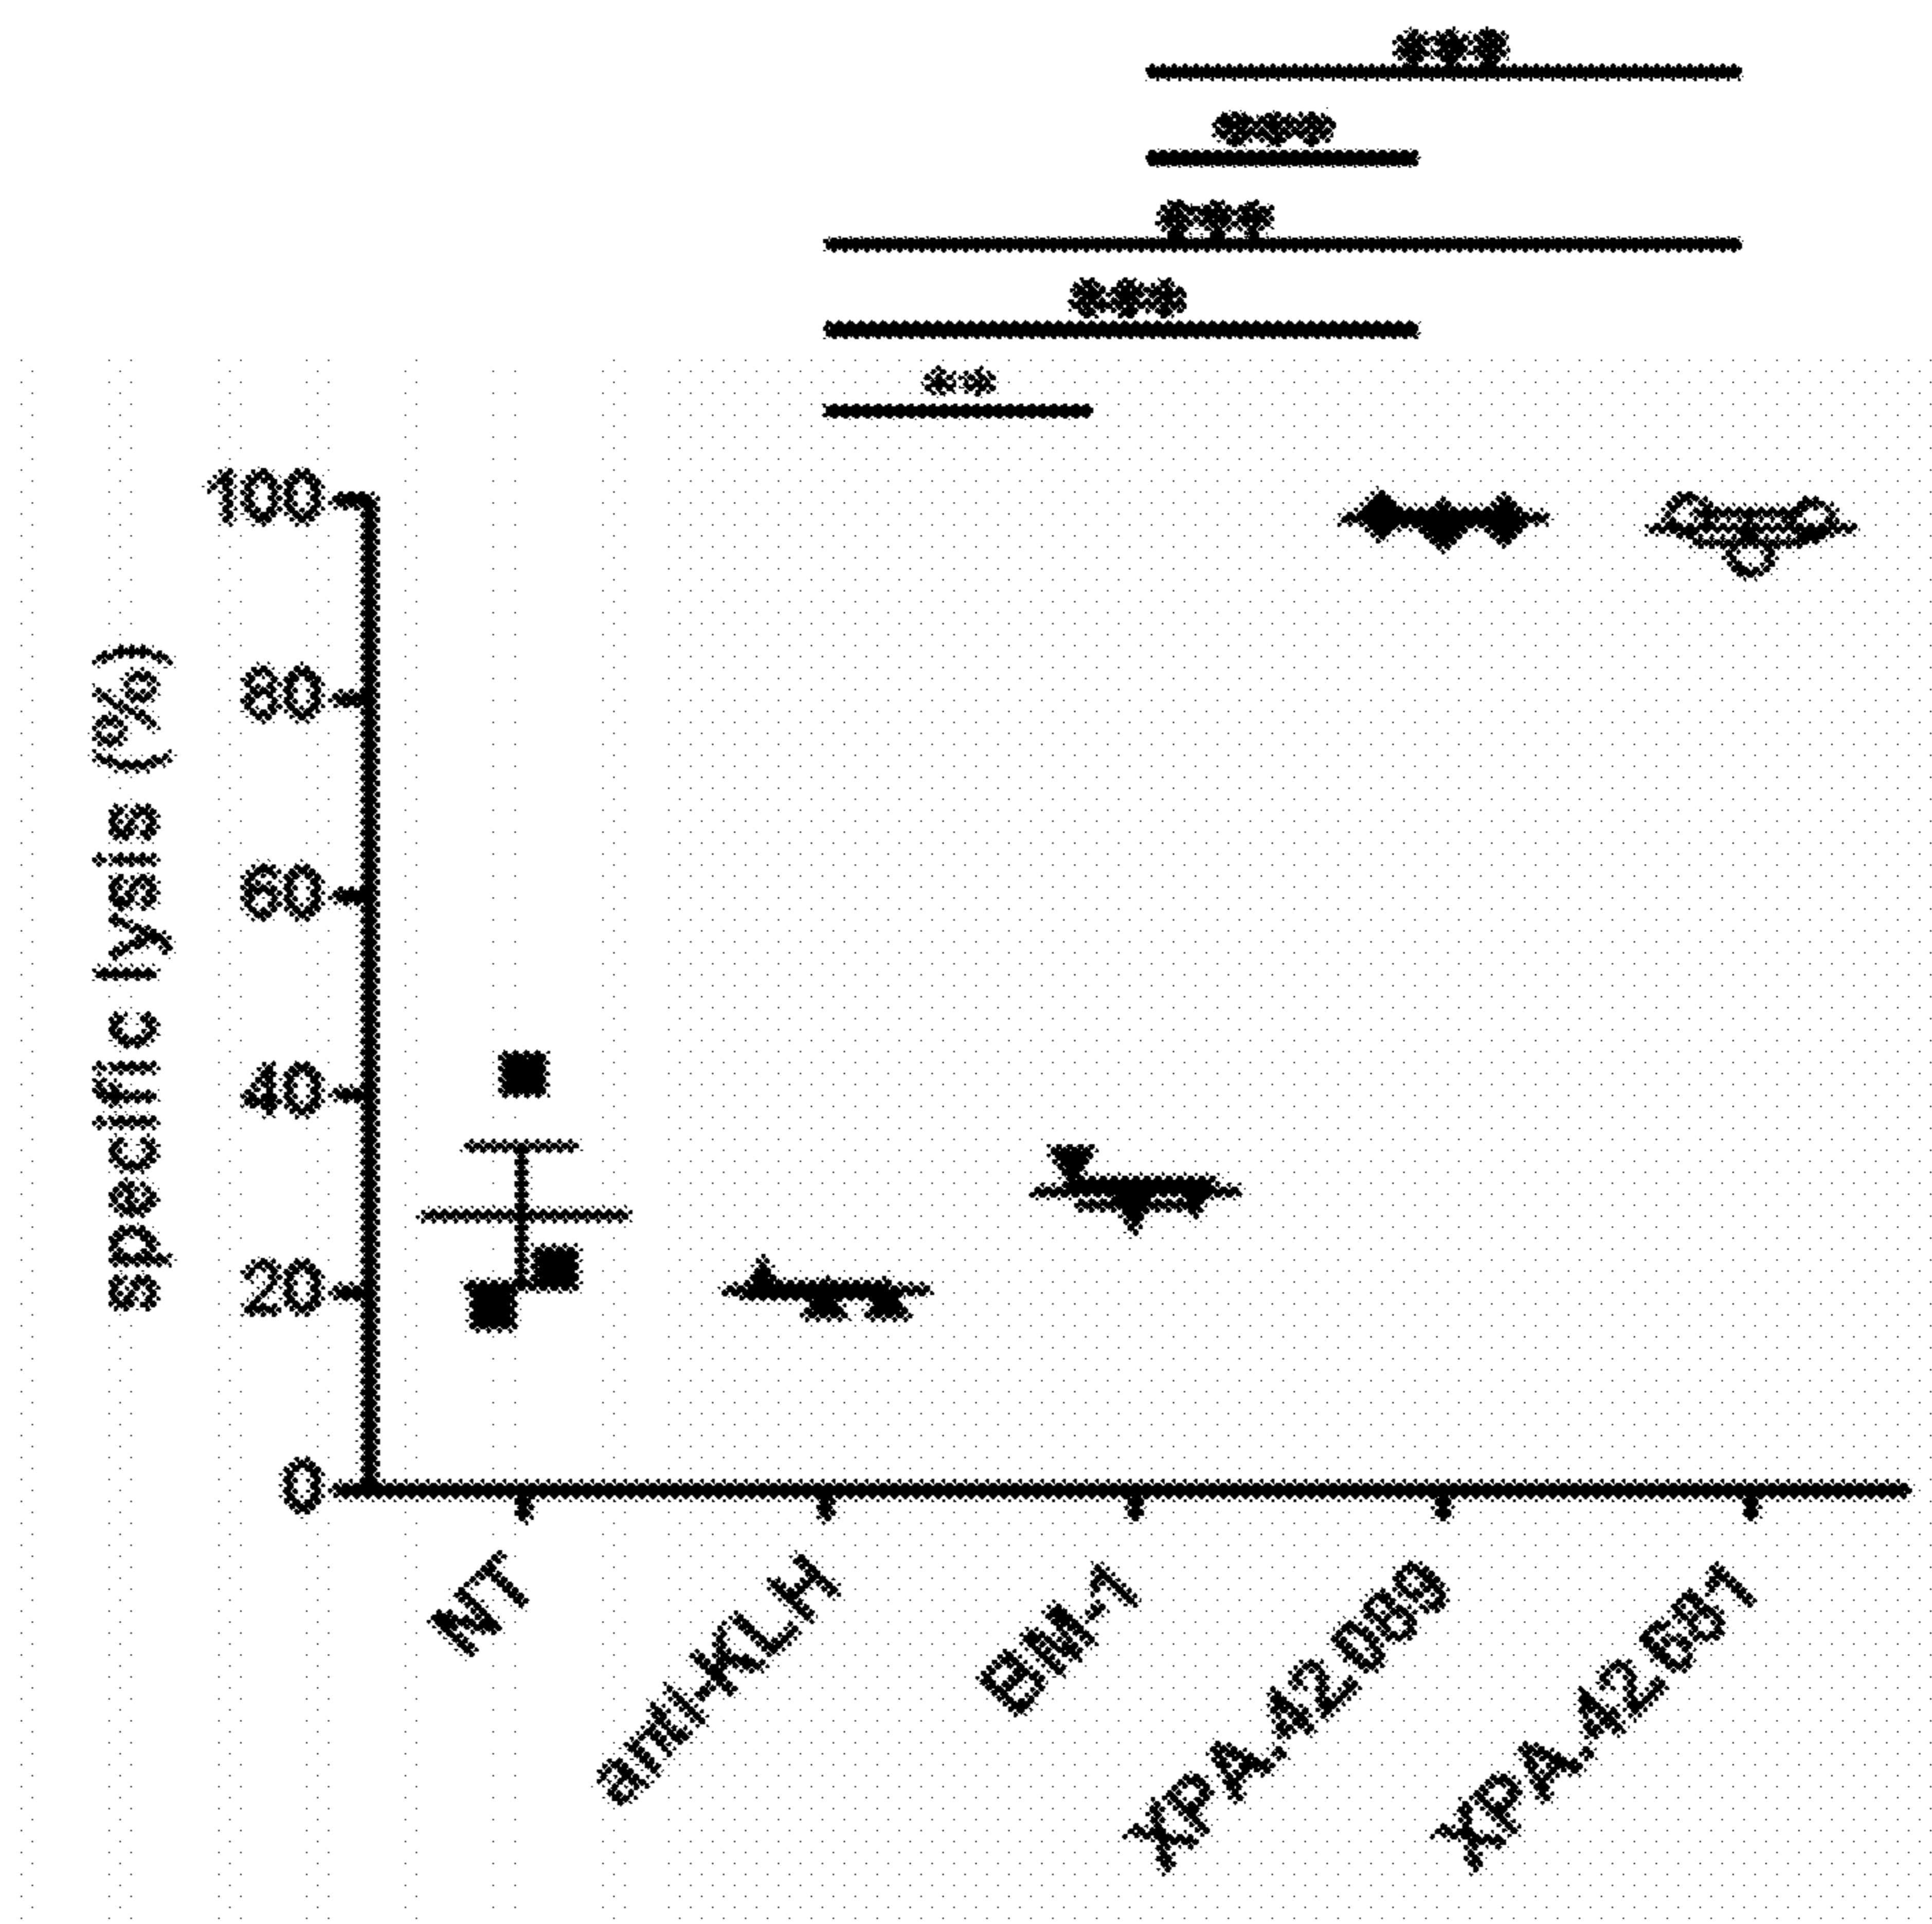 ***
***
***
***
**
100
80
60
40
20
0
specific lysis (%)
NT
anti-KLH
BM-1
XPA.42.089
XPA.42.681